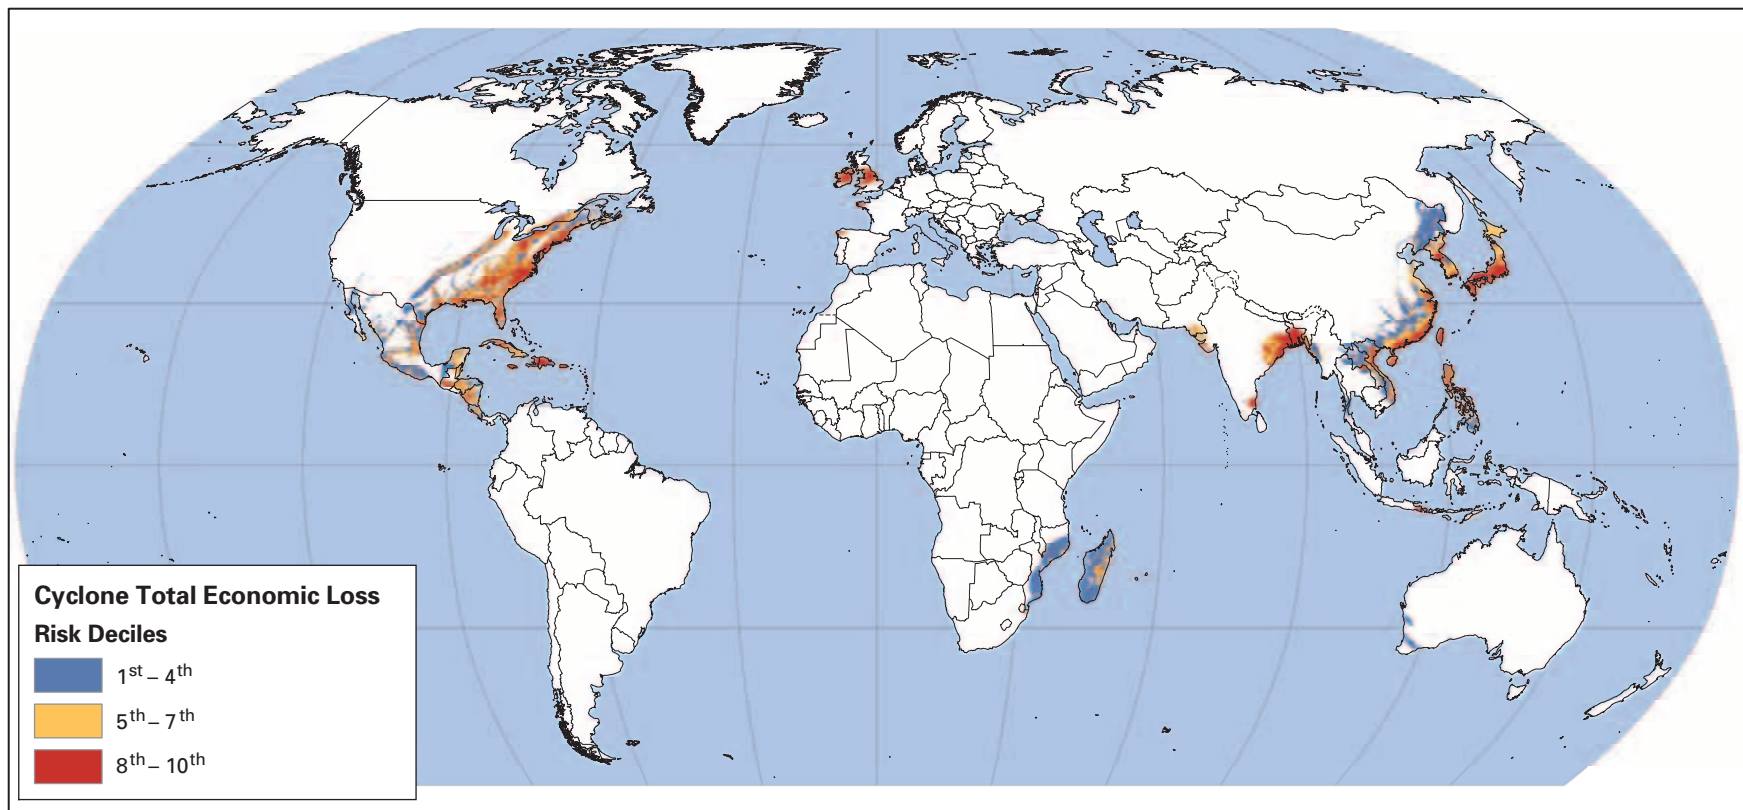 Cyclone Total Economic Loss
Risk Deciles
1st – 4th
5th – 7th
8th – 10th